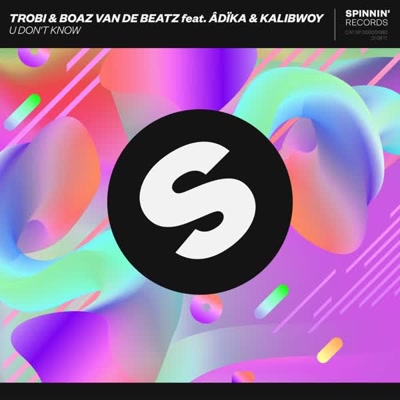 TROBI & BOAZ VAN DE BEATZ feat. ÂDÏKA & KALIBWOY
U DON'T KNOW
SPINNIN'
RECORDS
S